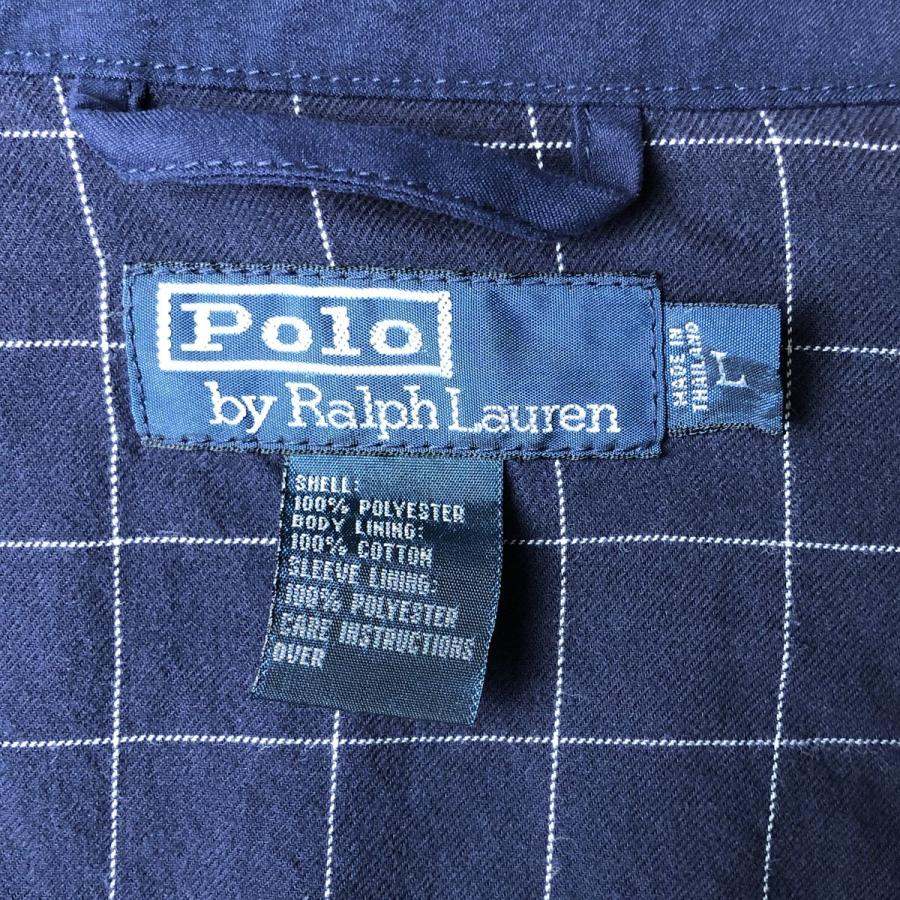 Polo
by Ralph Lauren
MADE IN
THAILAND
L
SHELL:
100% POLYESTER
BODY LINING:
100% COTTON
SLEEVE LINING:
100% POLYESTER
CARE INSTRUCTIONS
OVER